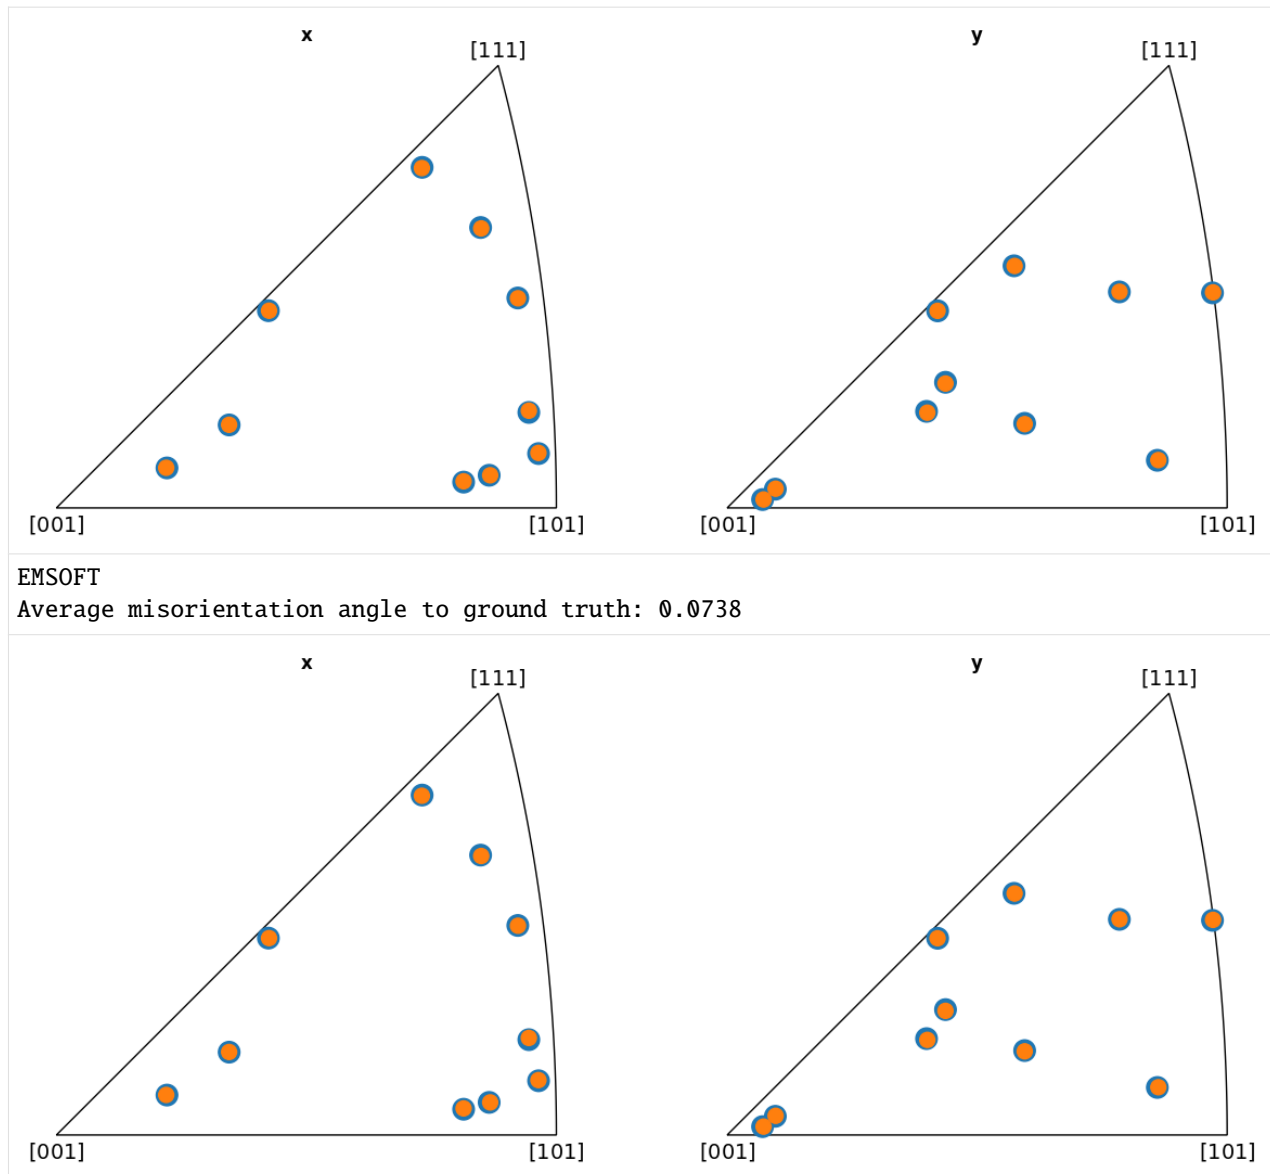 x
y
[111]
[111]
[001]
[101]
[001]
[101]
EMSOFT
Average misorientation angle to ground truth: 0.0738
x
y
[111]
[111]
[001]
[101]
[001]
[101]